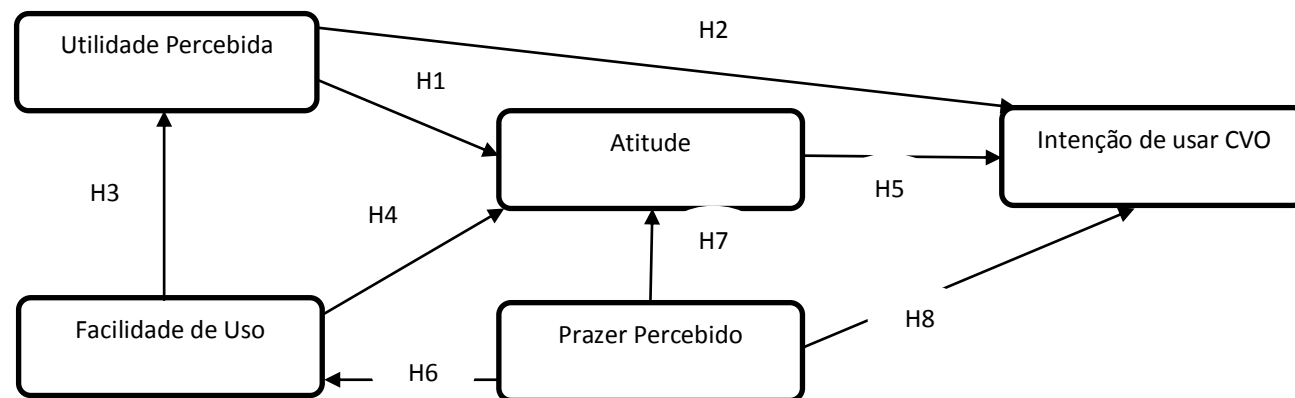 H2
Utilidade Percebida
H1
Atitude
Intenção de usar CVO
H3
H5
H4
H7
Facilidade de Uso
Prazer Percebido
H8
H6